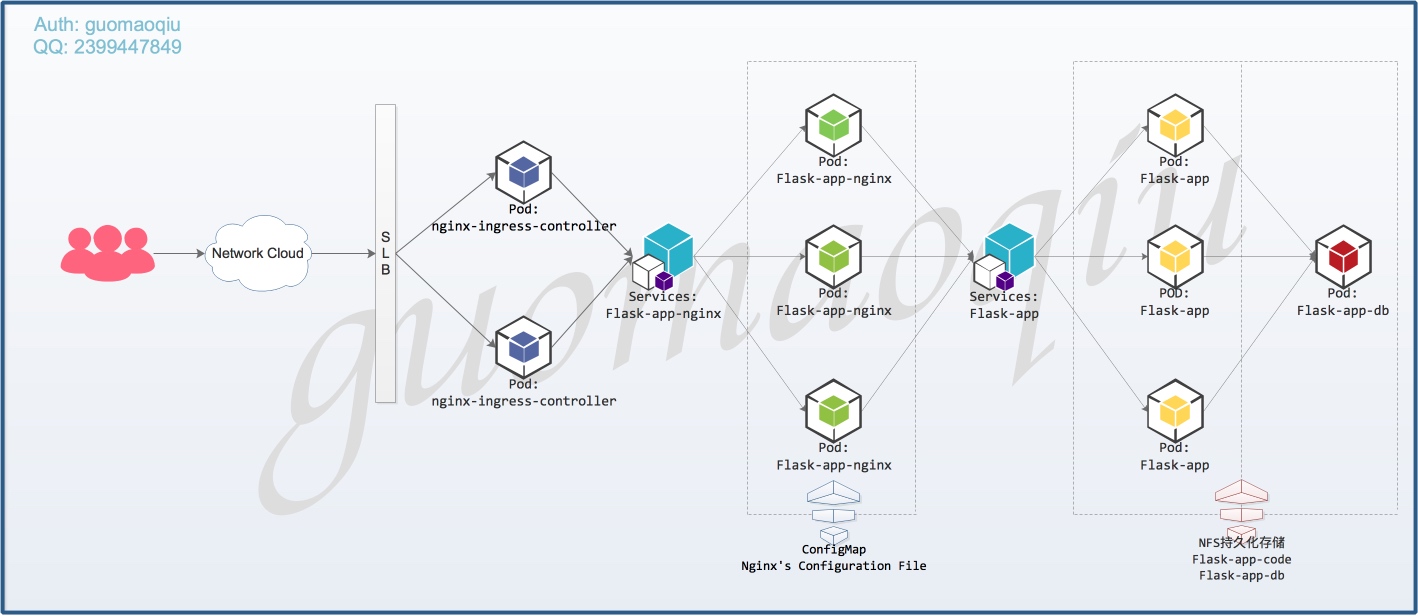 Auth: guomaoqiu
QQ: 2399447849
Network Cloud
S
L
B
Pod:
nginx-ingress-controller
Pod:
nginx-ingress-controller
Services:
Flask-app-nginx
Pod:
Flask-app-nginx
Pod:
Flask-app-nginx
Pod:
Flask-app-nginx
ConfigMap
Nginx's Configuration File
Services:
Flask-app
Pod:
Flask-app
POD:
Flask-app
Pod:
Flask-app
Pod:
Flask-app-db
NFS持久化存储
Flask-app-code
Flask-app-db
guomaoqiu